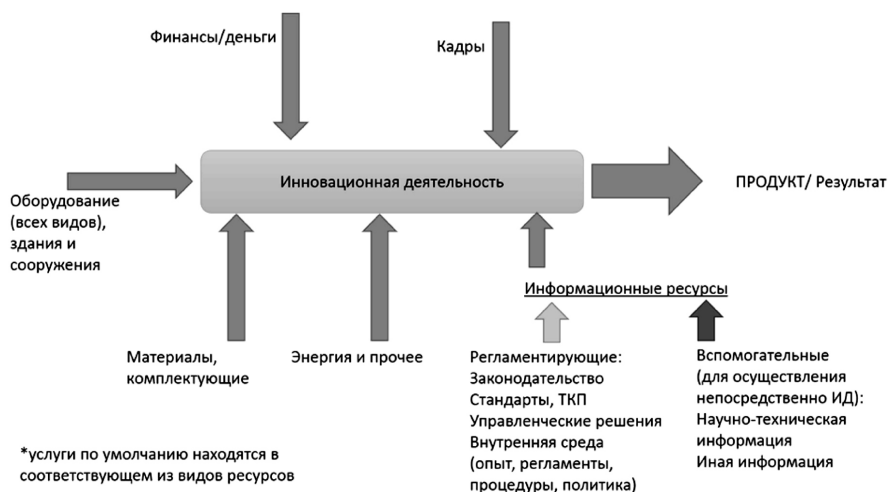 Финансы/деньги
Кадры
Инновационная деятельность
ПРОДУКТ/ Результат
Оборудование
(всех видов),
здания и
сооружения
Информационные ресурсы
Материалы,
комплектующие
Энергия и прочее
Регламентирующие:
Законодательство
Стандарты, ТКП
Управленческие решения
Внутренняя среда
(опыт, регламенты,
процедуры, политика)
Вспомогательные
(для осуществления
непосредственно ИД):
Научно-техническая
информация
Иная информация
*услуги по умолчанию находятся в
соответствующем из видов ресурсов